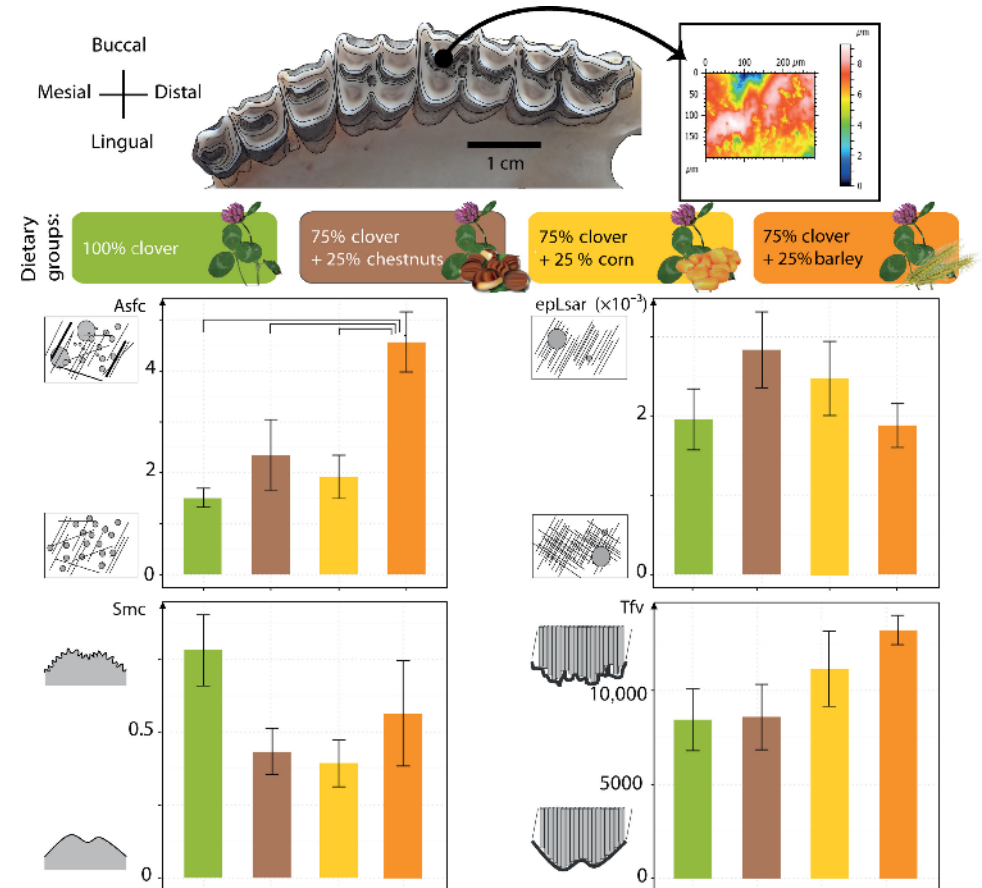 Buccal
Mesial
Distal
Lingual
1 cm
µm
0 100 200 µm
0
50
100
150
µm
8
6
4
2
0
Dietary
groups:
100% clover
75% clover
+ 25% chestnuts
75% clover
+ 25 % corn
75% clover
+ 25% barley
Asfc
4
2
0
epLsar (×10⁻³)
2
0
Smc
0.5
0
Tfv
10,000
5000
0